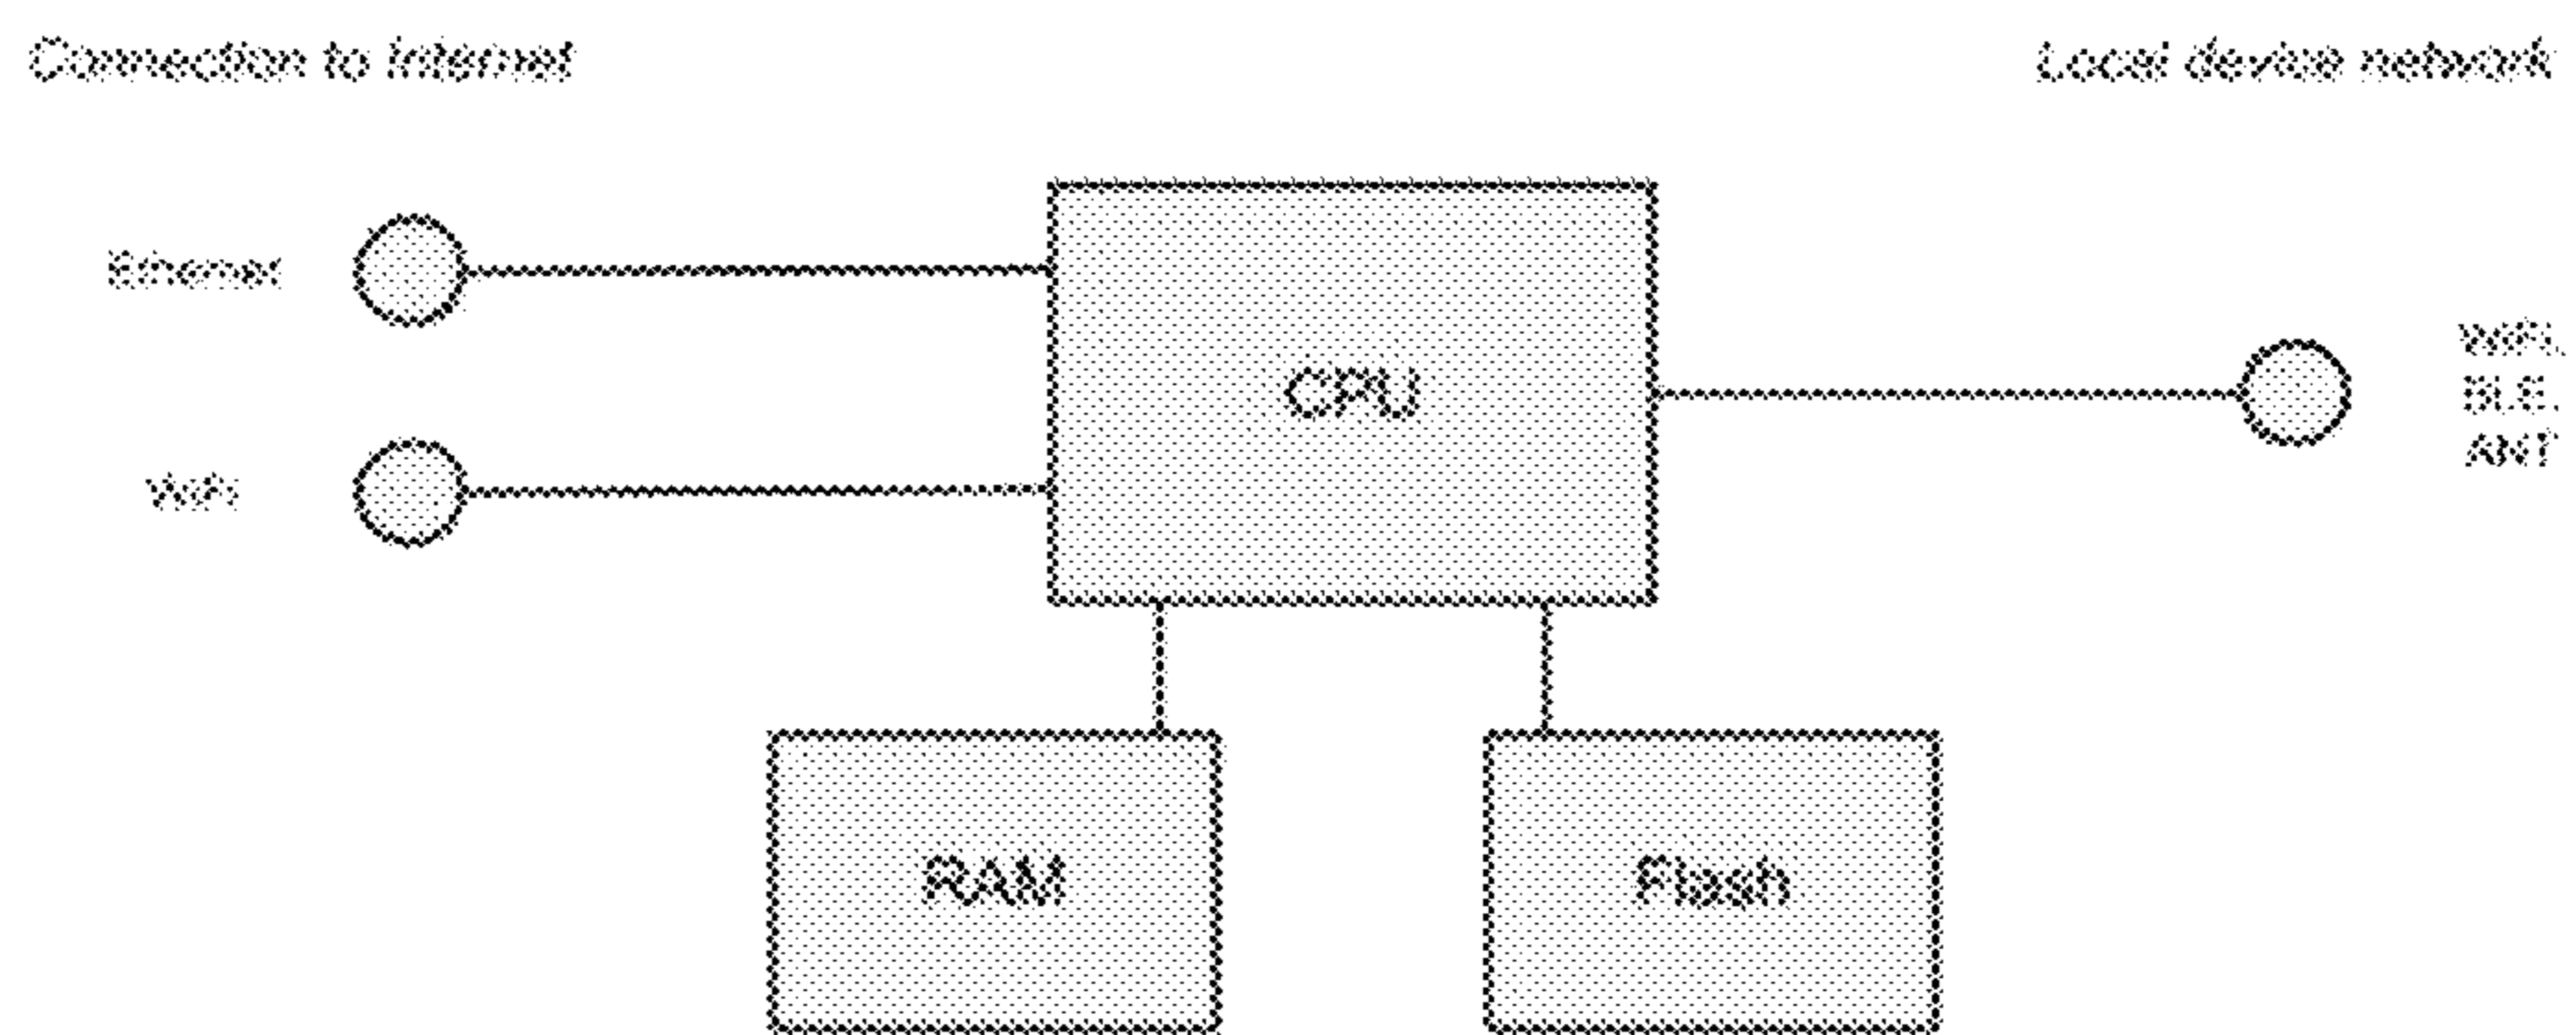 Connection to Internet
Local device network
Ethernet
WiFi
CPU
WiFi,
BLE,
ANT
RAM
Flash